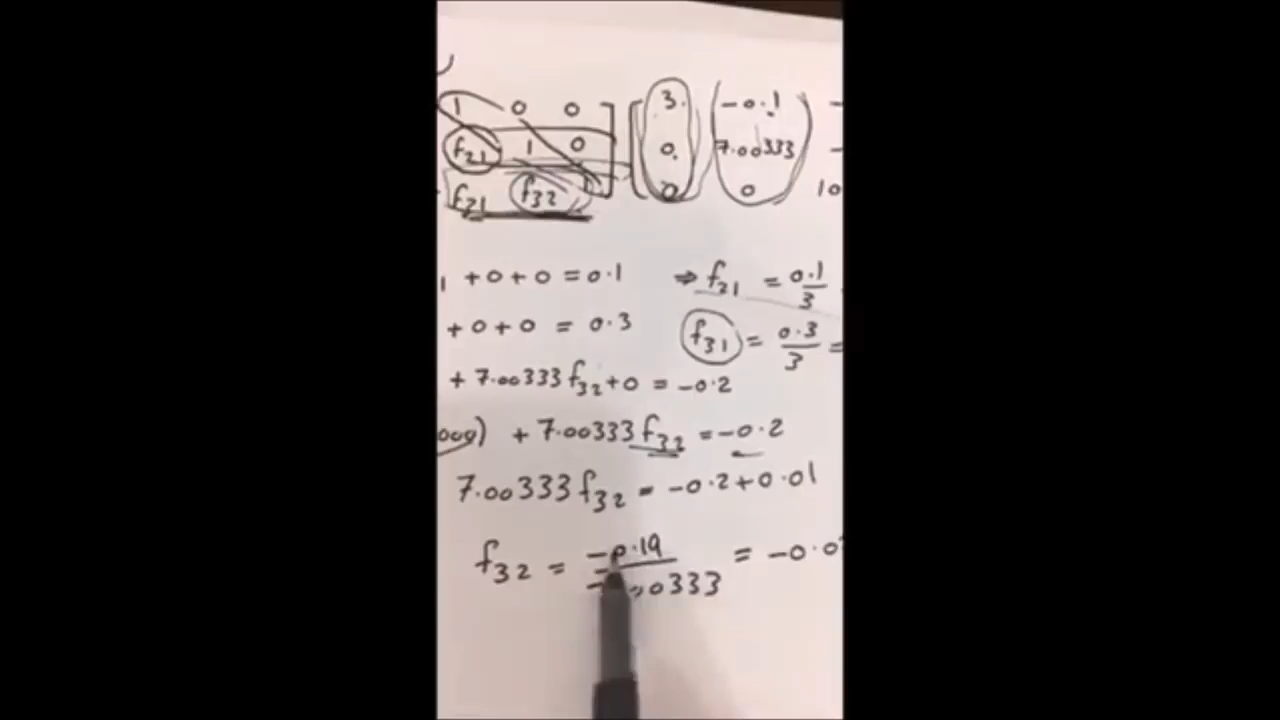 1 0 0 ] [ 3 -0.1 -
f21 1 0 0 7.00333 -
f31 f32 0 0 10
1 +0+0 =0.1 ⇒ f21 = 0.1/3
+0+0 = 0.3 f31 = 0.3/3 =
+ 7.00333 f32 +0 = -0.2
) + 7.00333 f32 = -0.2
7.00333 f32 = -0.2+0.01
f32 = -0.19/ 0333 = -0.0